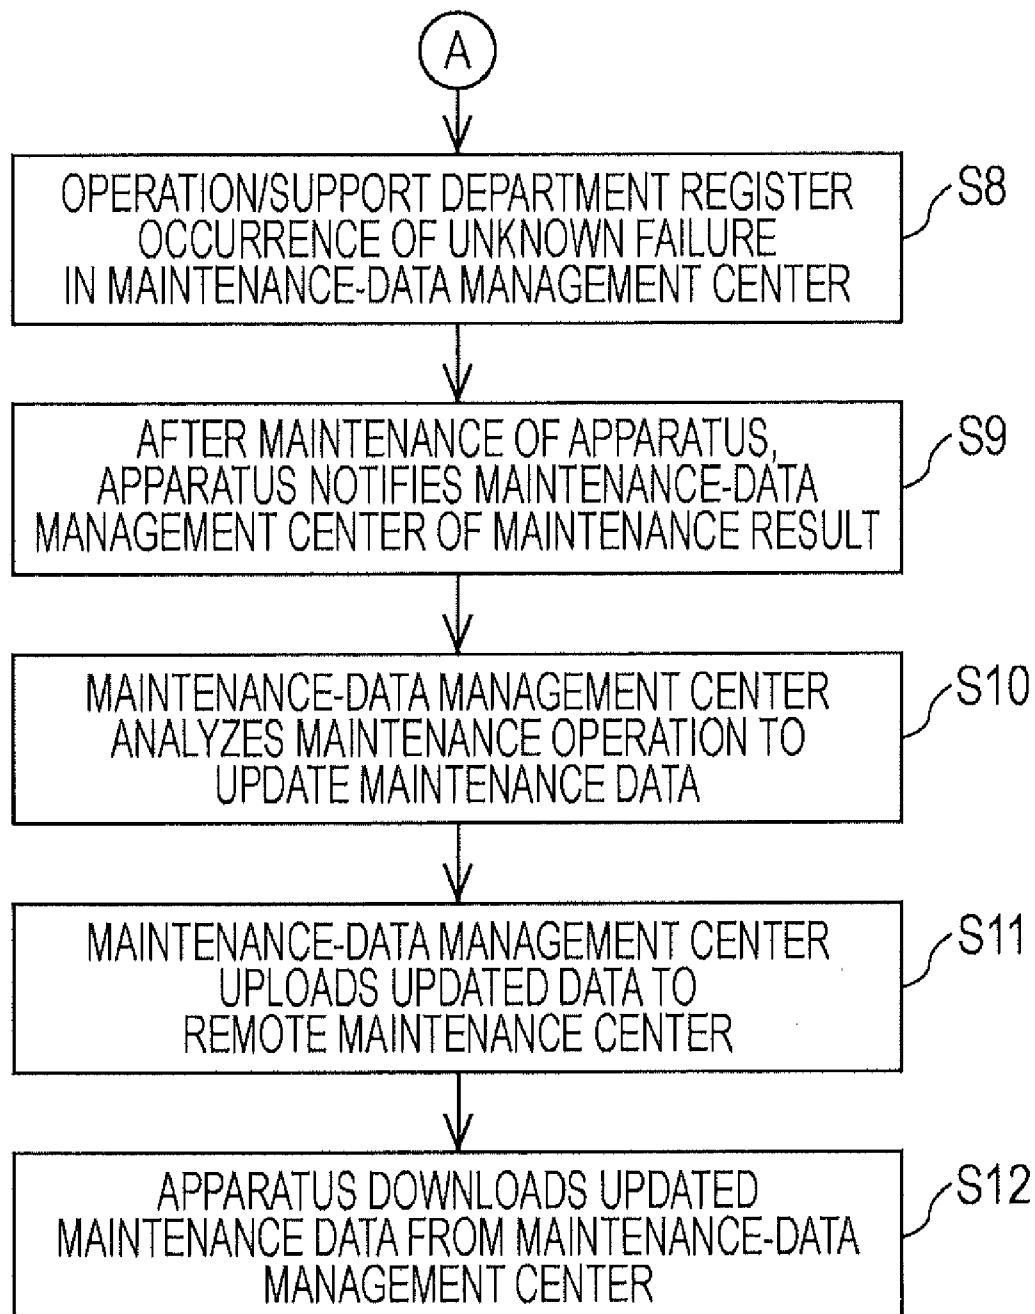 A
OPERATION/SUPPORT DEPARTMENT REGISTER
OCCURRENCE OF UNKNOWN FAILURE
IN MAINTENANCE-DATA MANAGEMENT CENTER
S8
AFTER MAINTENANCE OF APPARATUS,
APPARATUS NOTIFIES MAINTENANCE-DATA
MANAGEMENT CENTER OF MAINTENANCE RESULT
S9
MAINTENANCE-DATA MANAGEMENT CENTER
ANALYZES MAINTENANCE OPERATION TO
UPDATE MAINTENANCE DATA
S10
MAINTENANCE-DATA MANAGEMENT CENTER
UPLOADS UPDATED DATA TO
REMOTE MAINTENANCE CENTER
S11
APPARATUS DOWNLOADS UPDATED
MAINTENANCE DATA FROM MAINTENANCE-DATA
MANAGEMENT CENTER
S12